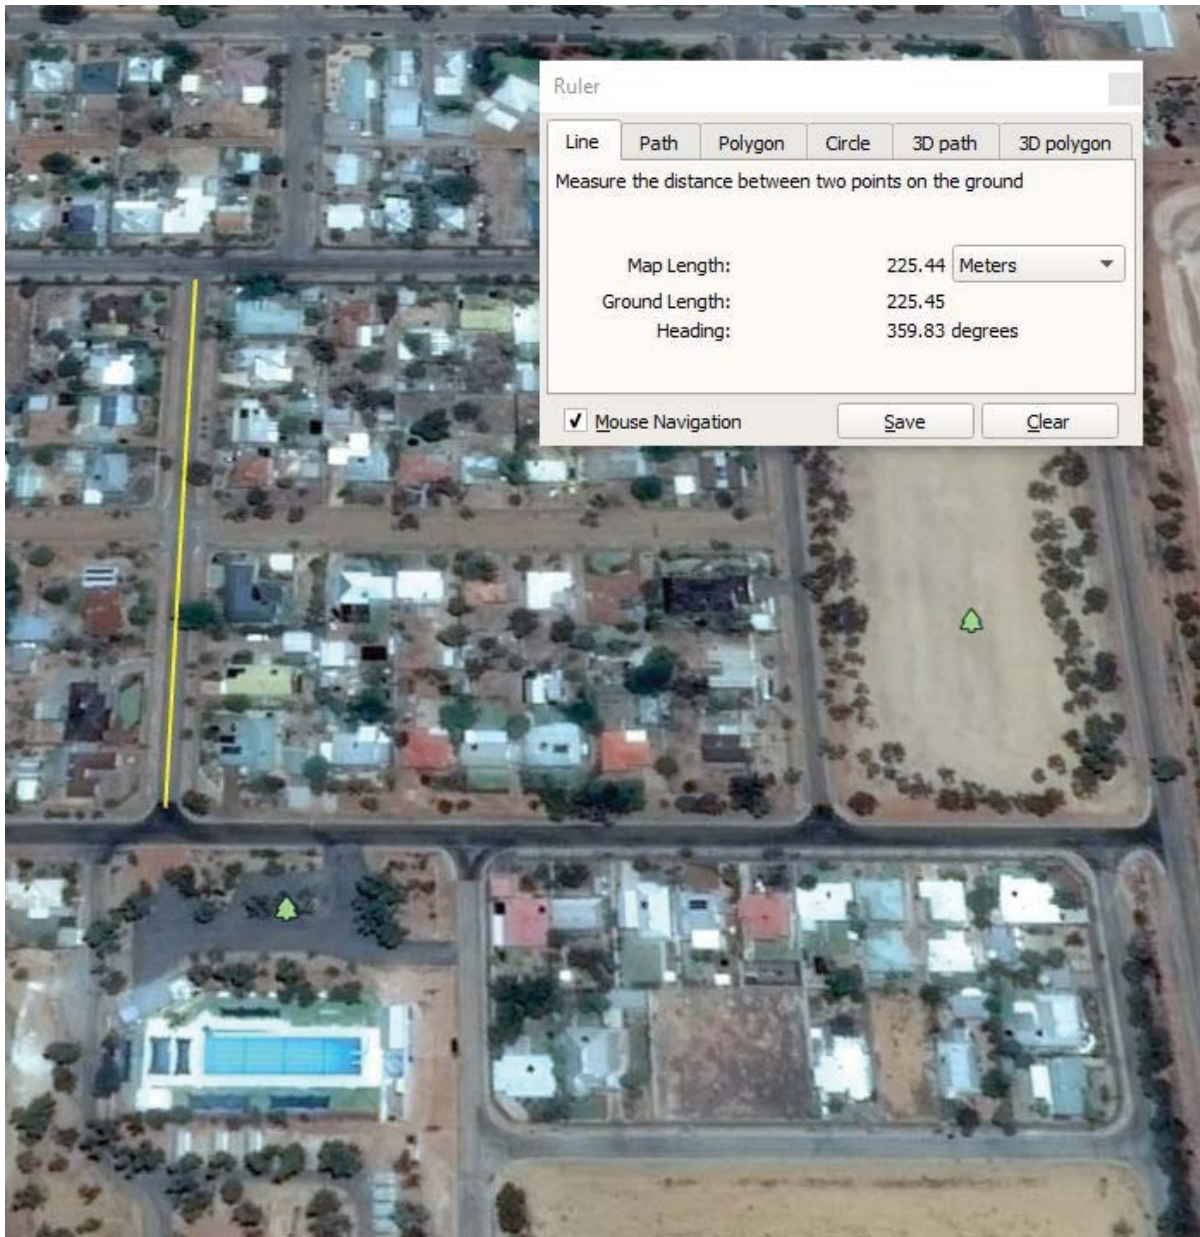 Ruler
Line Path Polygon Circle 3D path 3D polygon
Measure the distance between two points on the ground
Map Length: 225.44 Meters
Ground Length: 225.45
Heading: 359.83 degrees
Mouse Navigation Save Clear